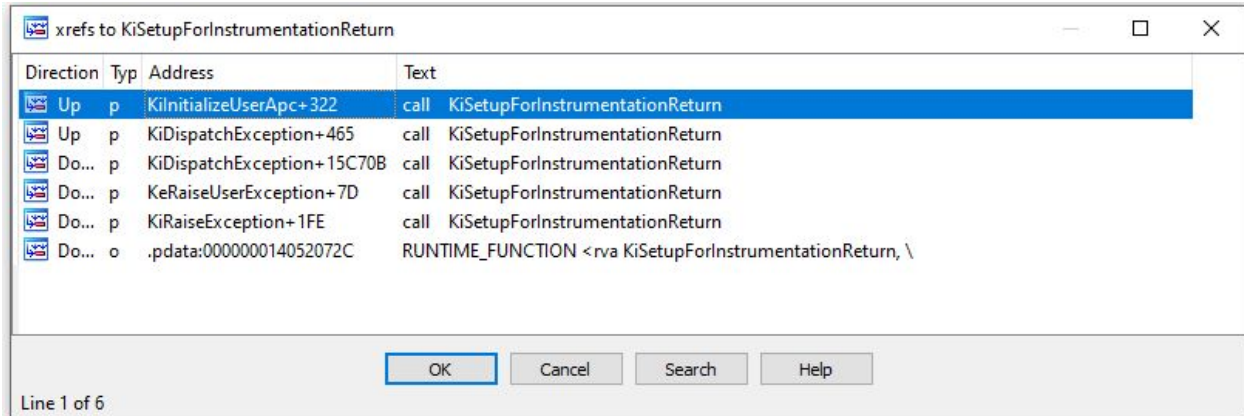 xrefs to KiSetupForInstrumentationReturn
Direction Typ Address Text
Up p KiInitializeUserApc+322 call KiSetupForInstrumentationReturn
Up p KiDispatchException+465 call KiSetupForInstrumentationReturn
Do... p KiDispatchException+15C70B call KiSetupForInstrumentationReturn
Do... p KeRaiseUserException+7D call KiSetupForInstrumentationReturn
Do... p KiRaiseException+1FE call KiSetupForInstrumentationReturn
Do... o .pdata:000000014052072C RUNTIME_FUNCTION <rva KiSetupForInstrumentationReturn, \
OK Cancel Search Help
Line 1 of 6